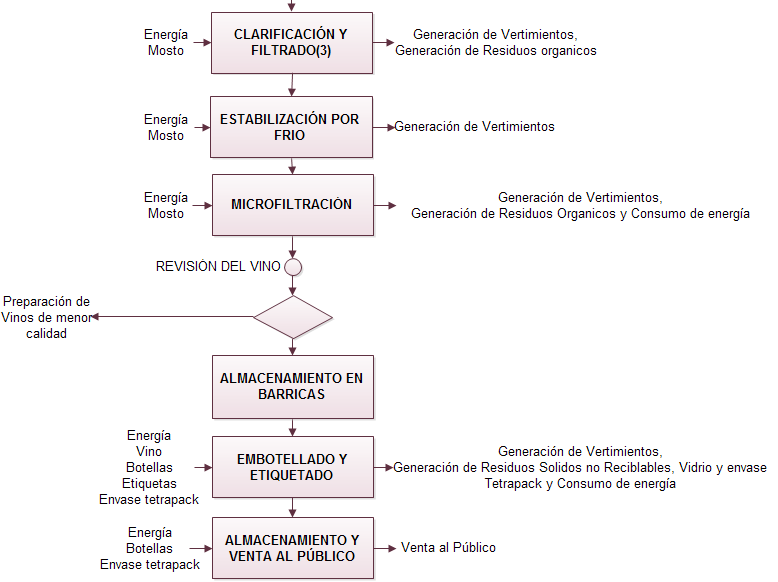 Energía
Mosto
CLARIFICACIÓN Y
FILTRADO(3)
Generación de Vertimientos,
Generación de Residuos organicos
Energía
Mosto
ESTABILIZACIÓN POR
FRIO
Generación de Vertimientos
Energía
Mosto
MICROFILTRACIÓN
Generación de Vertimientos,
Generación de Residuos Organicos y Consumo de energía
REVISIÓN DEL VINO
Preparación de
Vinos de menor
calidad
ALMACENAMIENTO EN
BARRICAS
Energía
Vino
Botellas
Etiquetas
Envase tetrapack
EMBOTELLADO Y
ETIQUETADO
Generación de Vertimientos,
Generación de Residuos Solidos no Reciblables, Vidrio y envase
Tetrapack y Consumo de energía
Energía
Botellas
Envase tetrapack
ALMACENAMIENTO Y
VENTA AL PÚBLICO
Venta al Público